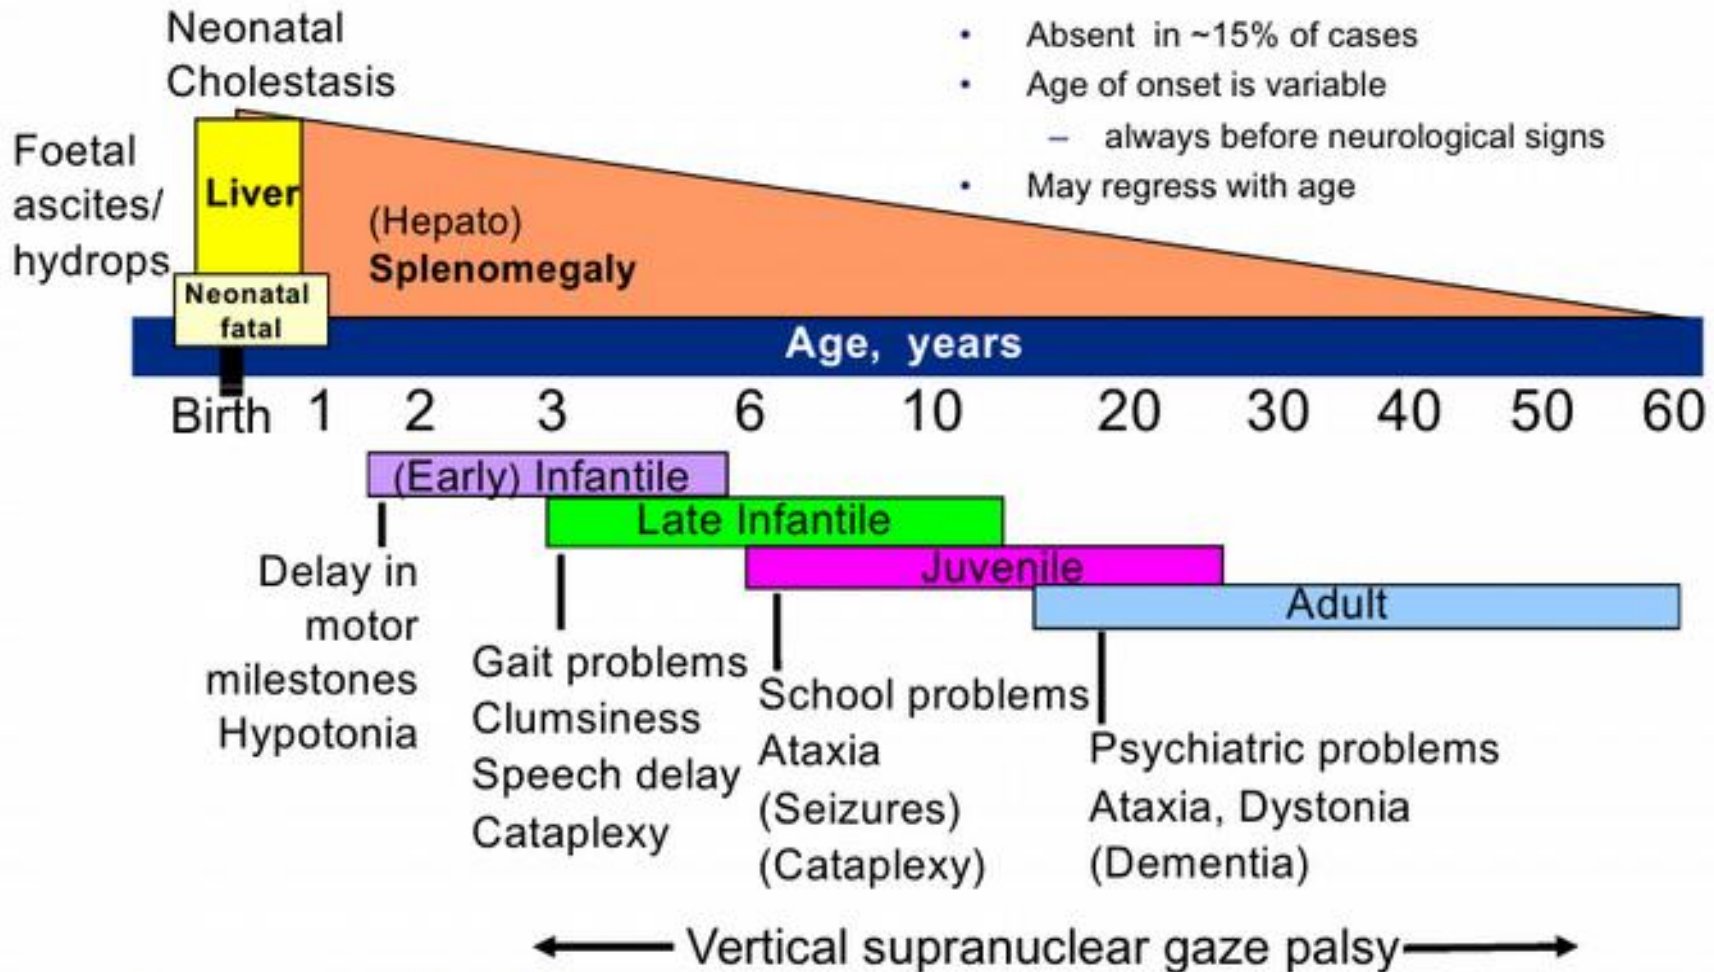 Neonatal
Cholestasis
• Absent in ~15% of cases
• Age of onset is variable
– always before neurological signs
• May regress with age
Foetal
ascites/
hydrops
Liver
(Hepato)
Splenomegaly
Neonatal
fatal
Age, years
Birth 1 2 3 6 10 20 30 40 50 60
(Early) Infantile
Late Infantile
Juvenile
Adult
Delay in
motor
milestones
Hypotonia
Gait problems
Clumsiness
Speech delay
Cataplexy
School problems
Ataxia
(Seizures)
(Cataplexy)
Psychiatric problems
Ataxia, Dystonia
(Dementia)
Vertical supranuclear gaze palsy